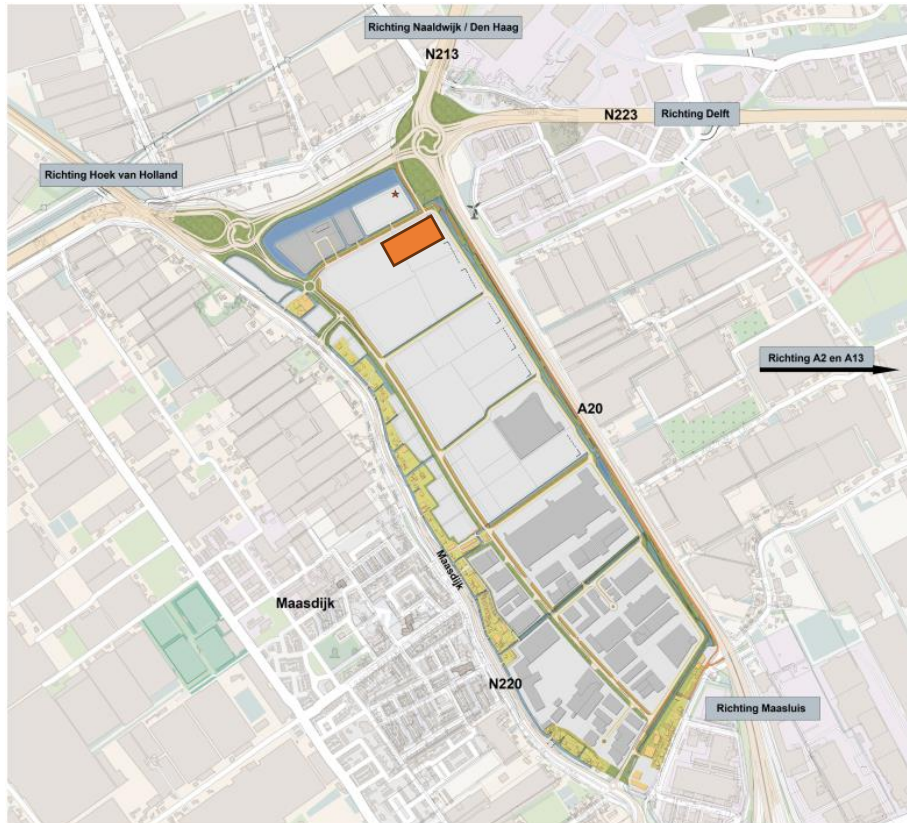 Richting Naaldwijk / Den Haag
N213
N223
Richting Delft
Richting Hoek van Holland
Richting A2 en A13
A20
Maasdijk
Maasdijk
N220
Richting Maasluis